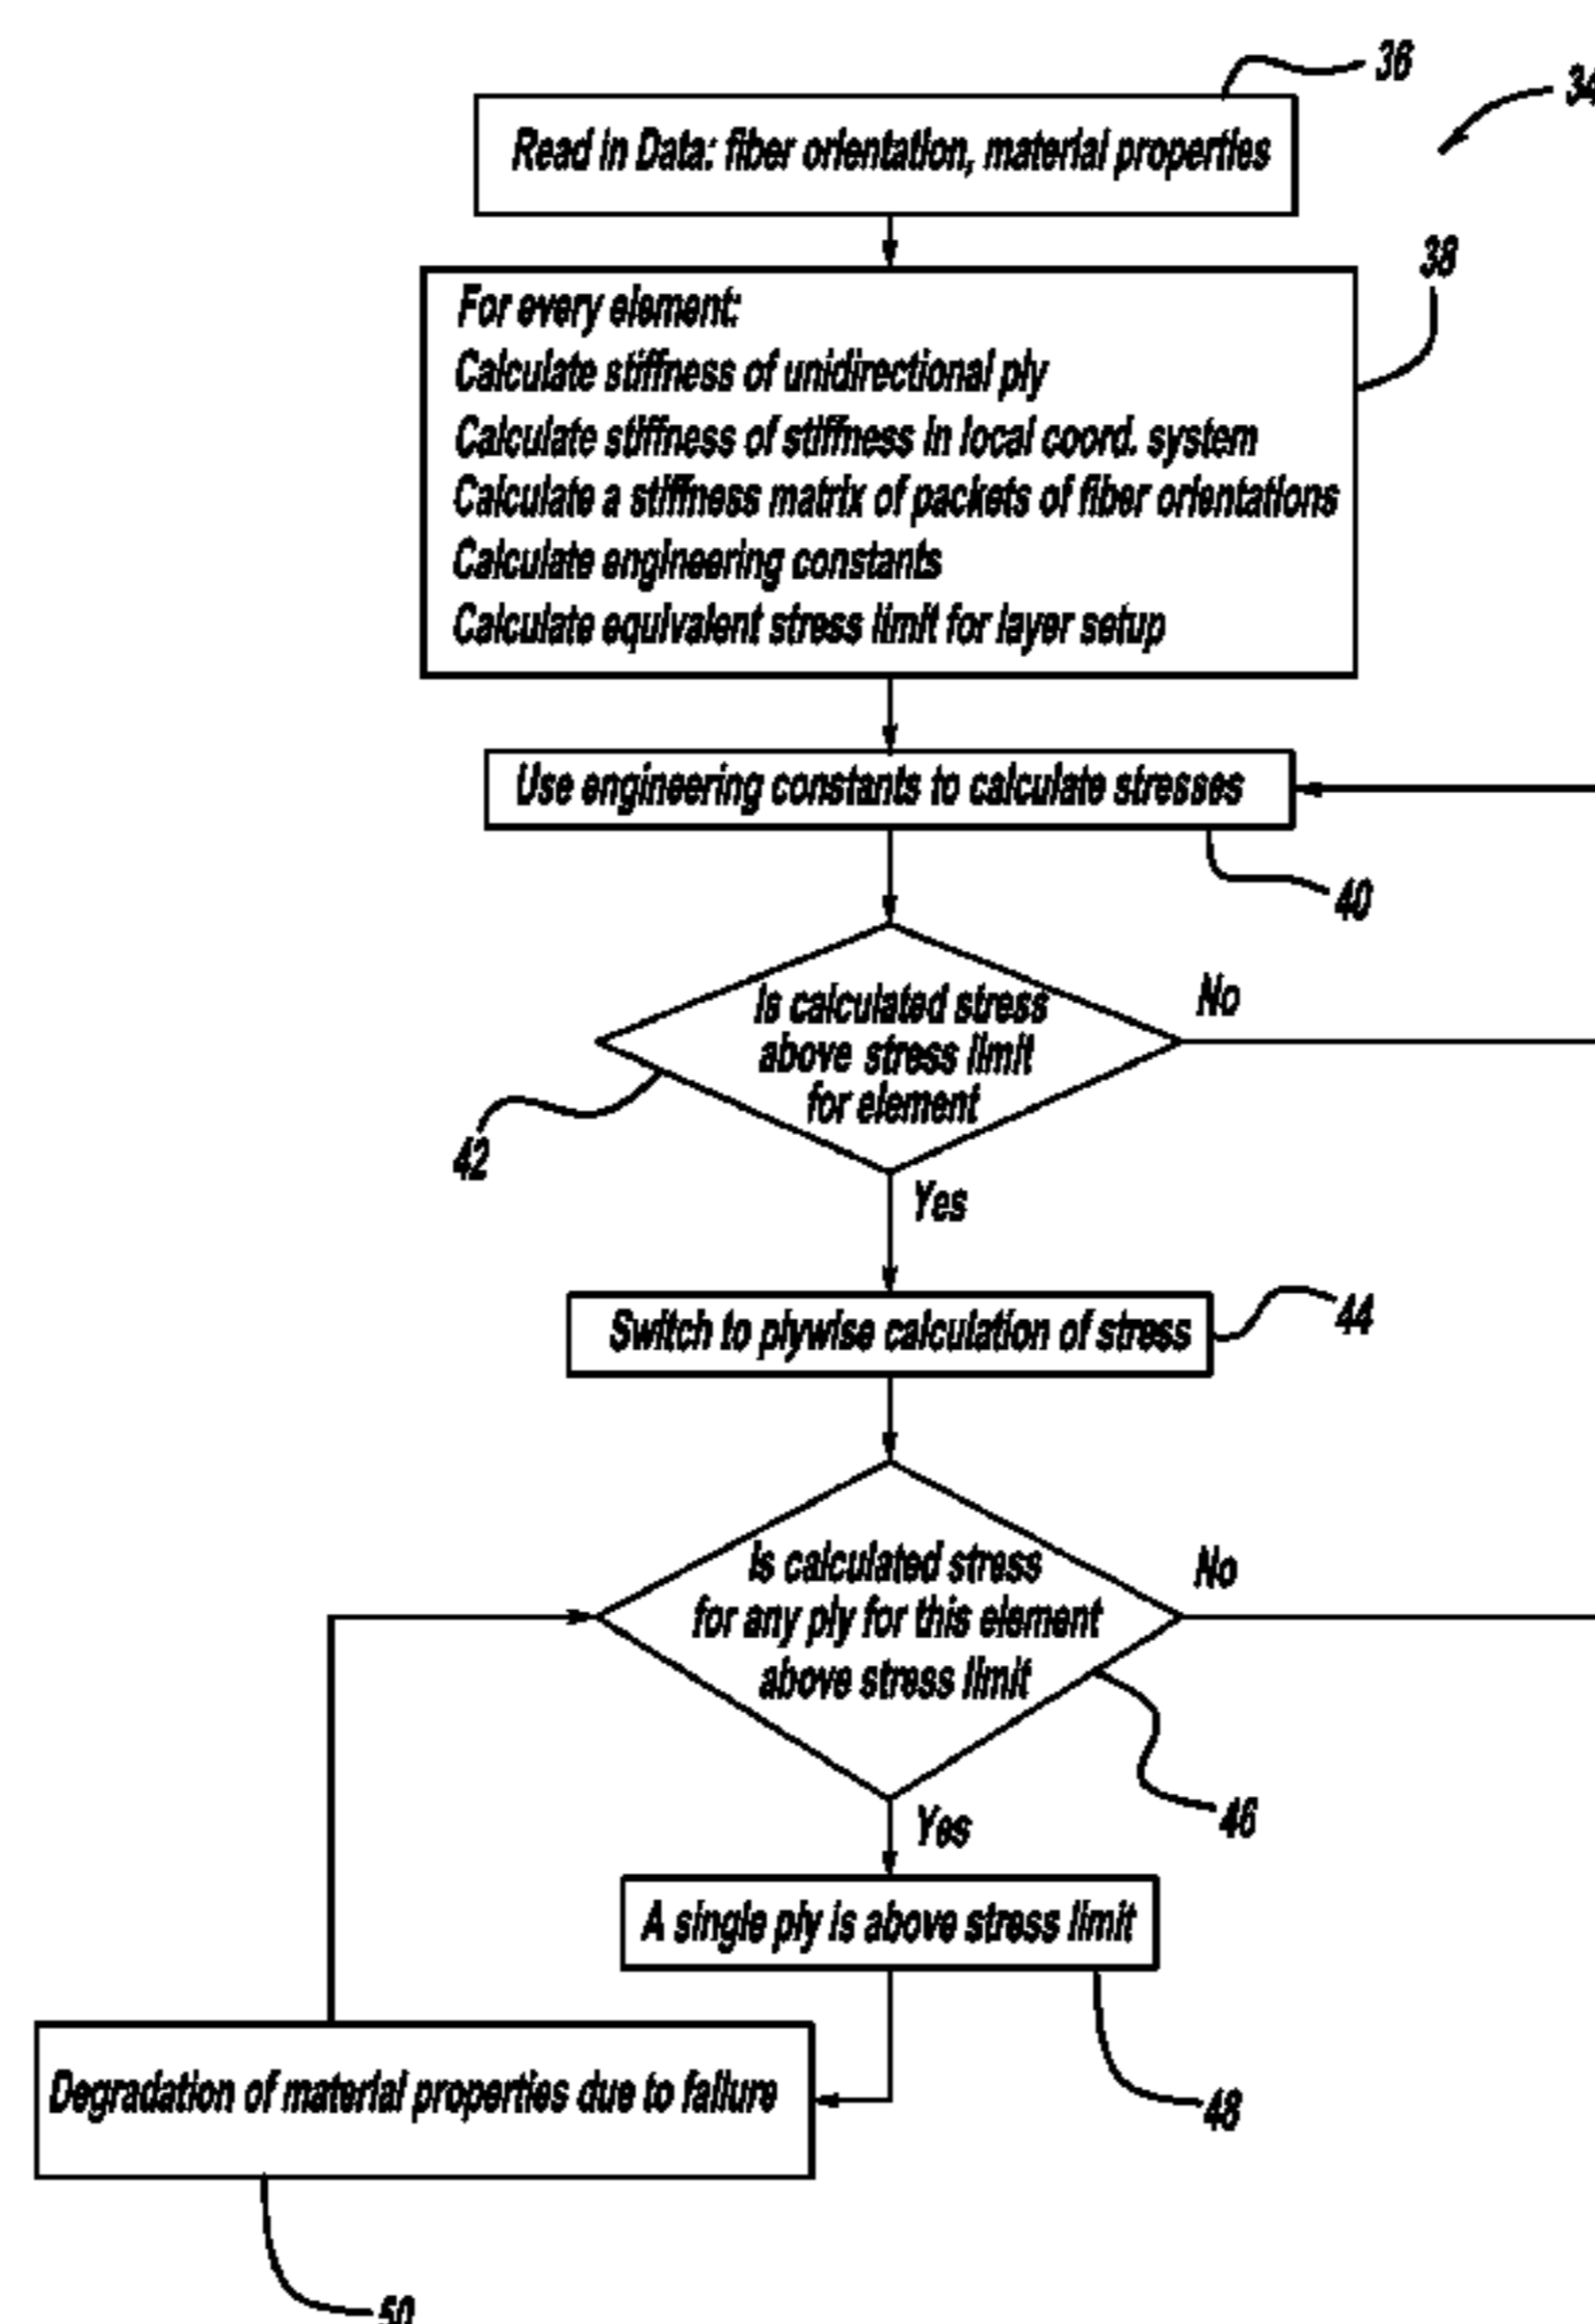 36
34
Read in Data: fiber orientation, material properties
38
For every element:
Calculate stiffness of unidirectional ply
Calculate stiffness of stiffness in local coord. system
Calculate a stiffness matrix of packets of fiber orientations
Calculate engineering constants
Calculate equivalent stress limit for layer setup
Use engineering constants to calculate stresses
40
Is calculated stress
above stress limit
for element
No
42
Yes
Switch to plywise calculation of stress
44
Is calculated stress
for any ply for this element
above stress limit
No
46
Yes
A single ply is above stress limit
48
Degradation of material properties due to failure
50